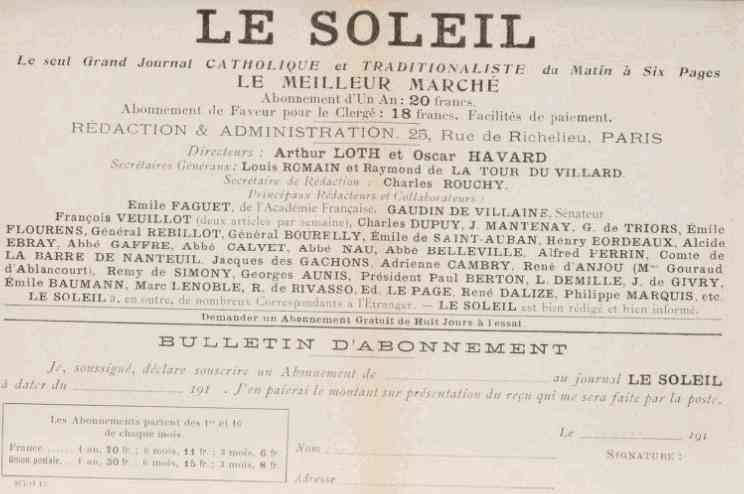 LE SOLEIL
Le seul Grand Journal CATHOLIQUE et TRADITIONALISTE du Matin à Six Pages
LE MEILLEUR MARCHÉ
Abonnement d'Un An : 20 francs.
Abonnement de Faveur pour le Clergé : 18 francs. Facilités de paiement.
RÉDACTION & ADMINISTRATION. 25, Rue de Richelieu, PARIS
Directeurs : Arthur LOTH et Oscar HAVARD
Secrétaires Généraux : Louis ROMAIN et Raymond de LA TOUR DU VILLARD.
Secrétaire de Rédaction : Charles ROUCHY.
Principaux Rédacteurs et Collaborateurs :
Emile FAGUET, de l'Académie Française, GAUDIN DE VILLAINE, Sénateur
François VEUILLOT (deux articles par semaine), Charles DUPUY, J. MANTENAY, G. de TRIORS, Émile
FLOURENS, Général REBILLOT, Général BOURELLY, Émile de SAINT-AUBAN, Henry BORDEAUX, Alcide
EBRAY, Abbé GAFFRE, Abbé CALVET, Abbé NAU, Abbé BELLEVILLE, Alfred FERRIN, Comte de
LA BARRE DE NANTEUIL, Jacques des GACHONS, Adrienne CAMBRY, René d'ANJOU (Mme Gouraud
d'Ablancourt), Remy de SIMONY, Georges AUNIS, Président Paul BERTON, L. DEMILLE, J. de GIVRY,
Émile BAUMANN, Marc LENOBLE, R. de RIVASSO, Ed. LE PAGE, René DALIZE, Philippe MARQUIS, etc.
LE SOLEIL a, en outre, de nombreux Correspondants à l'Étranger. — LE SOLEIL est bien rédigé et bien informé.
Demander un Abonnement Gratuit de Huit Jours à l'essai
BULLETIN D'ABONNEMENT
Je, soussigné, déclare souscrire un Abonnement de au journal LE SOLEIL
à dater du 191 . J'en paierai le montant sur présentation du reçu qui me sera faite par la poste.
Les Abonnements partent des 1er et 16
de chaque mois.
France ...... 1 an, 20 fr. ; 6 mois, 11 fr. ; 3 mois, 6 fr.
Union postale... 1 an, 30 fr. ; 6 mois, 15 fr. ; 3 mois, 8 fr.
Le 191
Nom : SIGNATURE :
Adresse